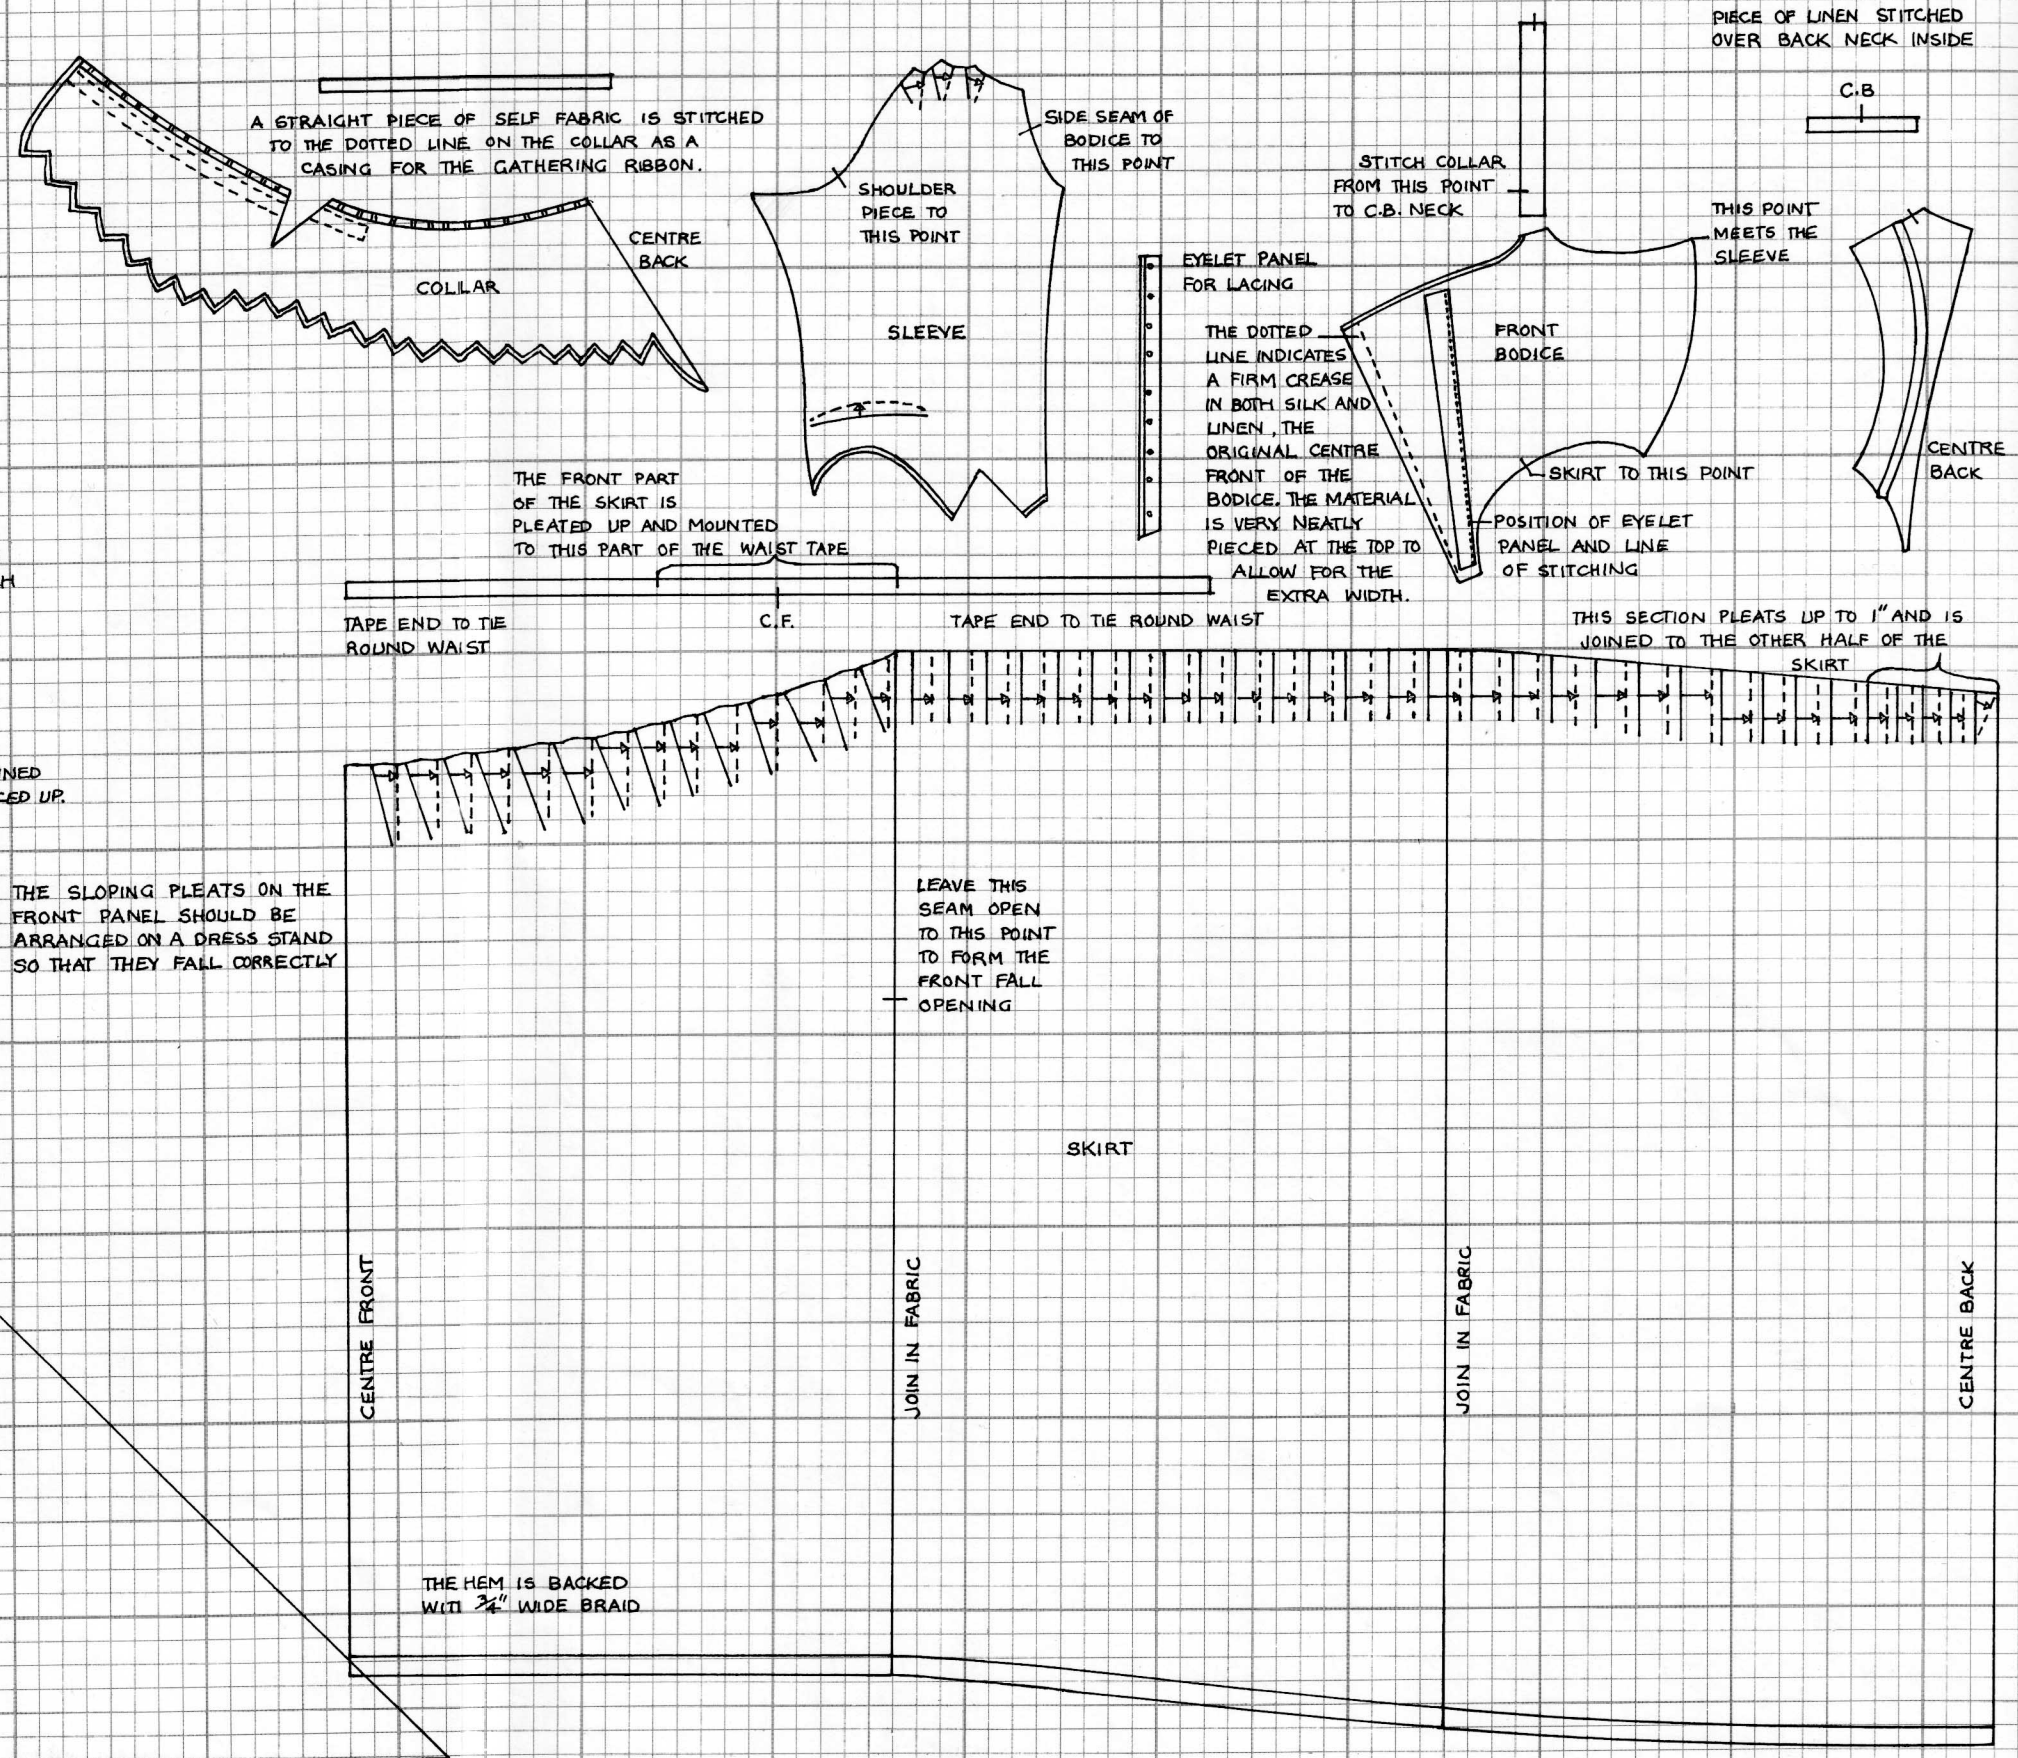 PIECE OF LINEN STITCHED
OVER BACK NECK INSIDE
C.B
A STRAIGHT PIECE OF SELF FABRIC IS STITCHED
TO THE DOTTED LINE ON THE COLLAR AS A
CASING FOR THE GATHERING RIBBON.
CENTRE
BACK
COLLAR
SIDE SEAM OF
BODICE TO
THIS POINT
SHOULDER
PIECE TO
THIS POINT
SLEEVE
STITCH COLLAR
FROM THIS POINT
TO C.B. NECK
THIS POINT
MEETS THE
SLEEVE
EYELET PANEL
FOR LACING
THE DOTTED
LINE INDICATES
A FIRM CREASE
IN BOTH SILK AND
LINEN, THE
ORIGINAL CENTRE
FRONT OF THE
BODICE. THE MATERIAL
IS VERY NEATLY
PIECED AT THE TOP TO
ALLOW FOR THE
EXTRA WIDTH.
FRONT
BODICE
SKIRT TO THIS POINT
POSITION OF EYELET
PANEL AND LINE
OF STITCHING
CENTRE
BACK
THE FRONT PART
OF THE SKIRT IS
PLEATED UP AND MOUNTED
TO THIS PART OF THE WAIST TAPE
H
TAPE END TO TIE
ROUND WAIST
C.F.
TAPE END TO TIE ROUND WAIST
THIS SECTION PLEATS UP TO 1" AND IS
JOINED TO THE OTHER HALF OF THE
SKIRT
NED
CED UP.
THE SLOPING PLEATS ON THE
FRONT PANEL SHOULD BE
ARRANGED ON A DRESS STAND
SO THAT THEY FALL CORRECTLY
LEAVE THIS
SEAM OPEN
TO THIS POINT
TO FORM THE
FRONT FALL
OPENING
SKIRT
CENTRE FRONT
JOIN IN FABRIC
JOIN IN FABRIC
CENTRE BACK
THE HEM IS BACKED
WITH 3/4" WIDE BRAID